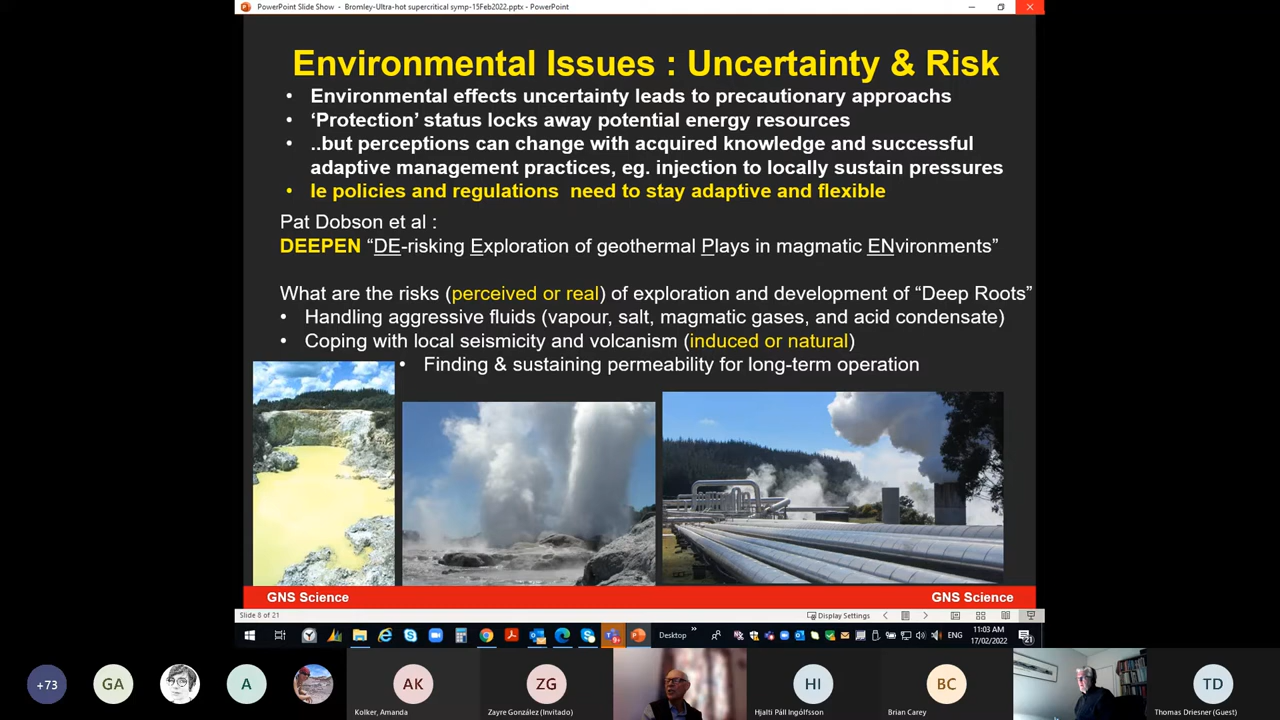 PowerPoint Slide Show - Bromley-Ultra-hot supercritical symp-15Feb2022.pptx - PowerPoint
Environmental Issues : Uncertainty & Risk
• Environmental effects uncertainty leads to precautionary approachs
• ‘Protection’ status locks away potential energy resources
• ..but perceptions can change with acquired knowledge and successful
adaptive management practices, eg. injection to locally sustain pressures
• Ie policies and regulations need to stay adaptive and flexible
Pat Dobson et al :
DEEPEN “DE-risking Exploration of geothermal Plays in magmatic ENvironments”
What are the risks (perceived or real) of exploration and development of “Deep Roots”
• Handling aggressive fluids (vapour, salt, magmatic gases, and acid condensate)
• Coping with local seismicity and volcanism (induced or natural)
• Finding & sustaining permeability for long-term operation
GNS Science
GNS Science
Slide 8 of 21
Display Settings
Desktop
ENG
11:03 AM
17/02/2022
21
+73
GA
A
AK
ZG
HI
BC
TD
Kolker, Amanda
Zayre González (Invitado)
Hjalti Páll Ingólfsson
Brian Carey
Thomas Driesner (Guest)